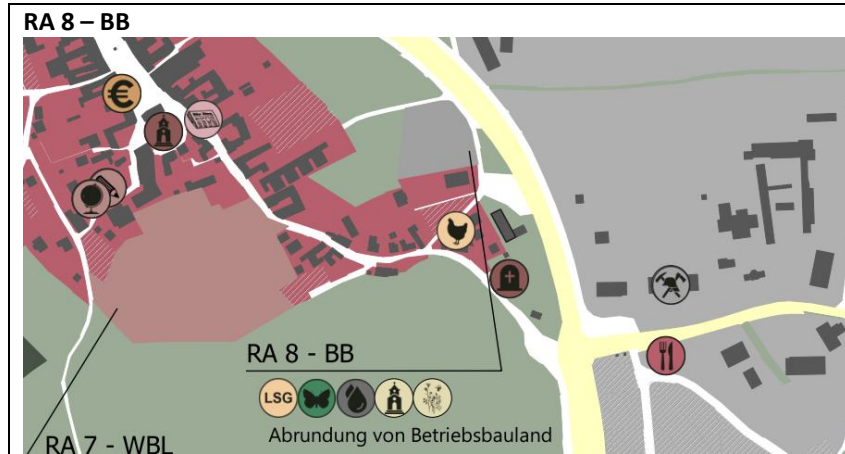 RA 8 – BB
€
RA 8 - BB
LSG
Abrundung von Betriebsbauland
RA 7 - WBL